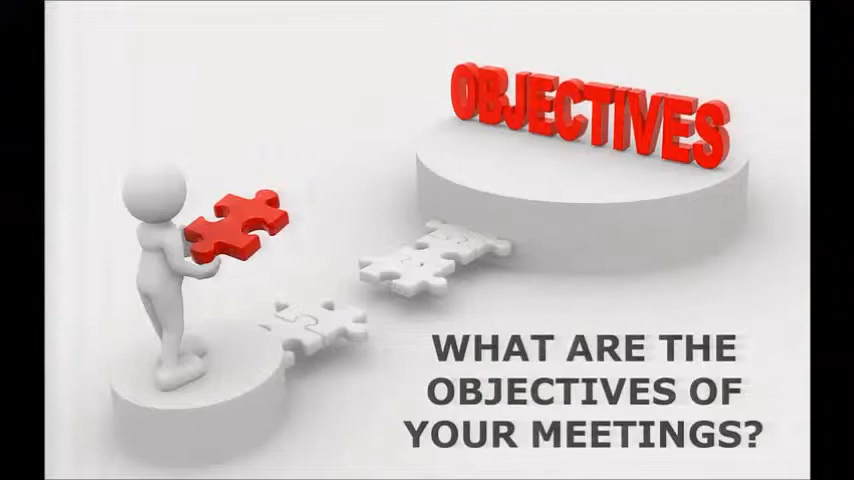 OBJECTIVES
WHAT ARE THE
OBJECTIVES OF
YOUR MEETINGS?